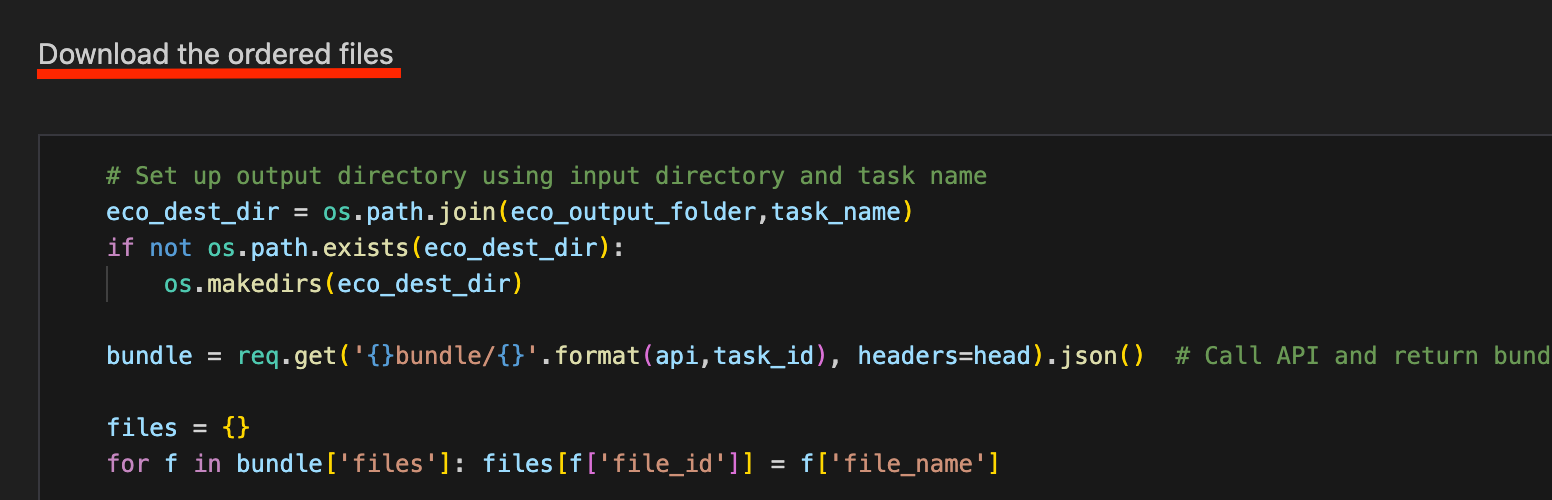 Download the ordered files
# Set up output directory using input directory and task name
eco_dest_dir = os.path.join(eco_output_folder,task_name)
if not os.path.exists(eco_dest_dir):
    os.makedirs(eco_dest_dir)
bundle = req.get('{}bundle/{}'.format(api,task_id), headers=head).json()  # Call API and return bund
files = {}
for f in bundle['files']: files[f['file_id']] = f['file_name']